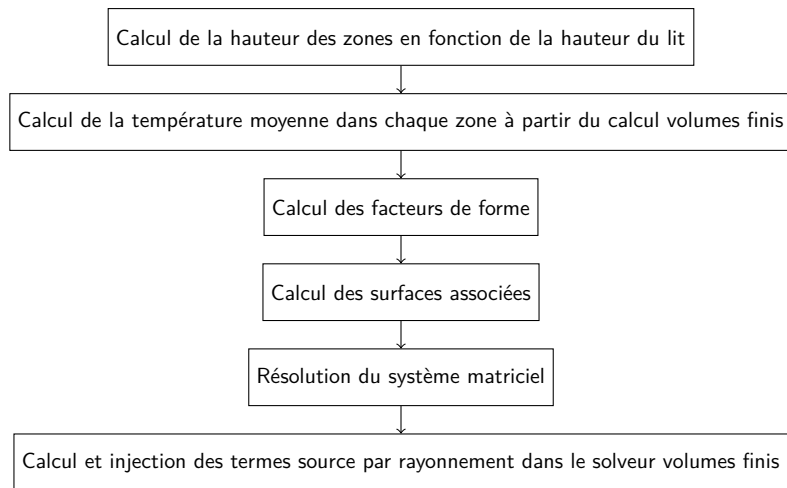 Calcul de la hauteur des zones en fonction de la hauteur du lit
Calcul de la température moyenne dans chaque zone à partir du calcul volumes finis
Calcul des facteurs de forme
Calcul des surfaces associées
Résolution du système matriciel
Calcul et injection des termes source par rayonnement dans le solveur volumes finis